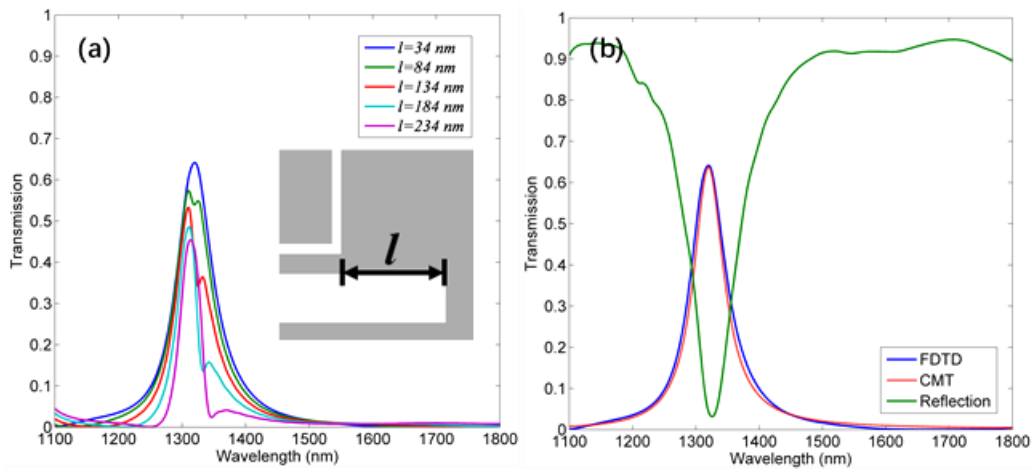 (a)
l=34 nm
l=84 nm
l=134 nm
l=184 nm
l=234 nm
l
Transmission
1
0.9
0.8
0.7
0.6
0.5
0.4
0.3
0.2
0.1
0
1100 1200 1300 1400 1500 1600 1700 1800
Wavelength (nm)
(b)
Transmission
1
0.9
0.8
0.7
0.6
0.5
0.4
0.3
0.2
0.1
0
FDTD
CMT
Reflection
1100 1200 1300 1400 1500 1600 1700 1800
Wavelength (nm)